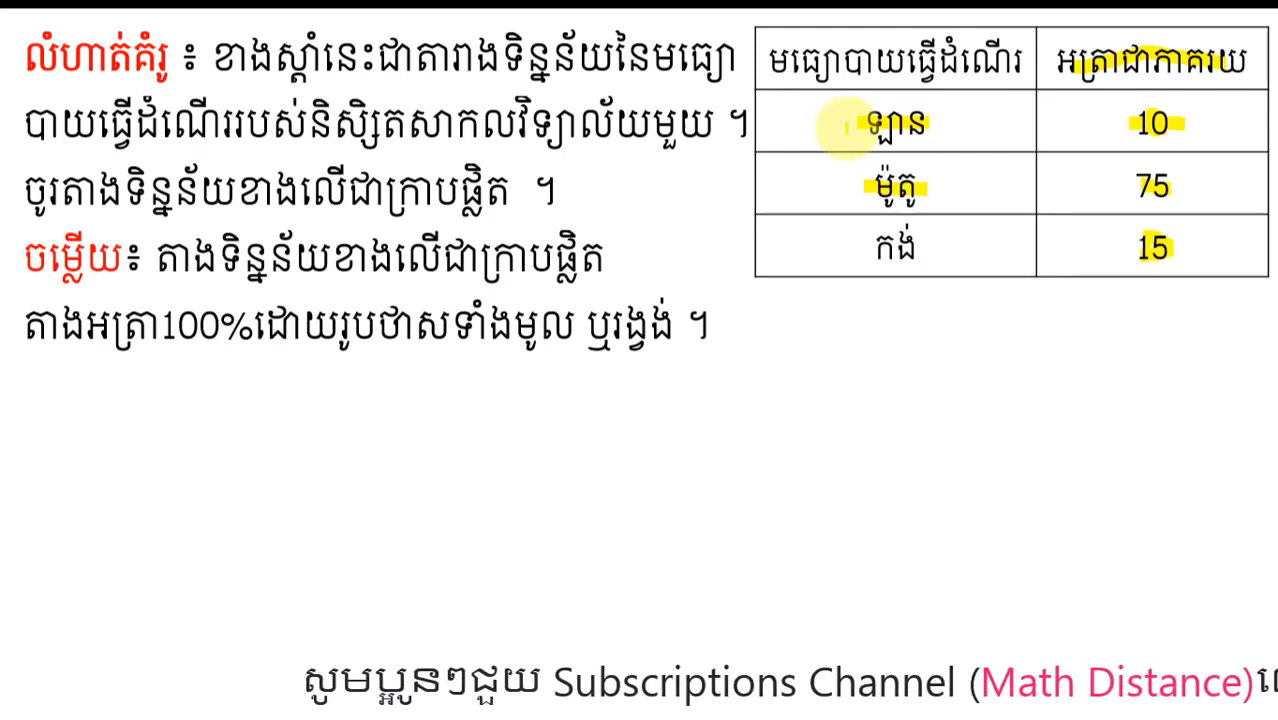 លំហាត់គំរូ ៖ ខាងស្ដាំនេះជាតារាងទិន្នន័យនៃមធ្យោ
បាយធ្វើដំណើររបស់និស្សិតសាកលវិទ្យាល័យមួយ ។
ចូរតាងទិន្នន័យខាងលើជាក្រាបផ្លិត ។
ចម្លើយ៖ តាងទិន្នន័យខាងលើជាក្រាបផ្លិត
តាងអត្រា100%ដោយរូបថាសទាំងមូល ឬរង្វង់ ។
មធ្យោបាយធ្វើដំណើរ អត្រាជាភាគរយ
ឡាន 10
ម៉ូតូ 75
កង់ 15
សូមប្អូនៗជួយ Subscriptions Channel (Math Distance)